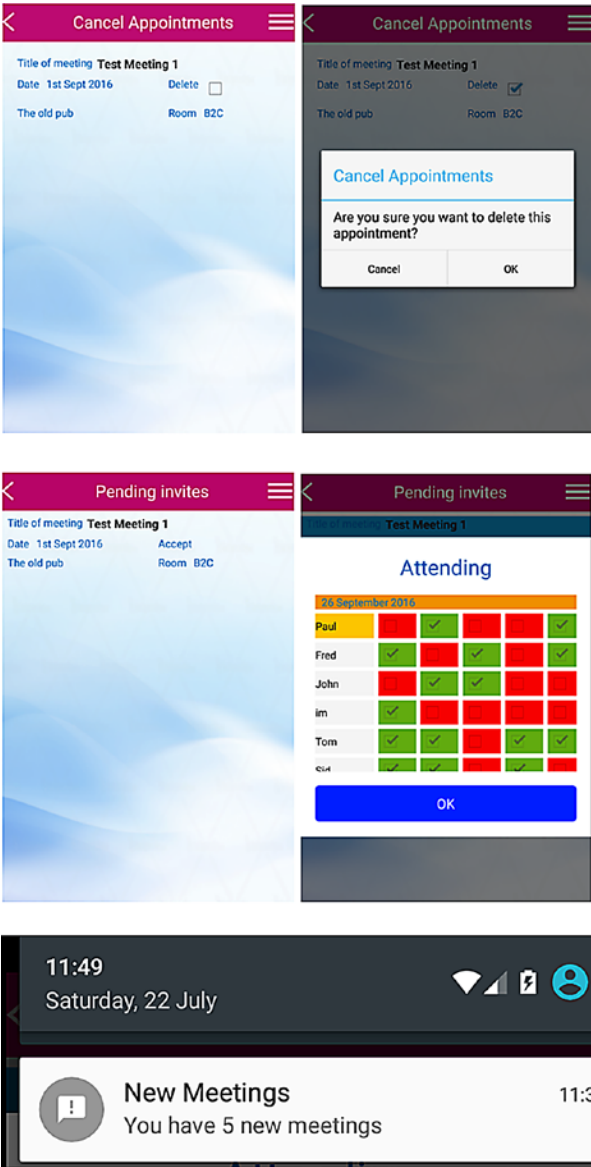 Cancel Appointments
Title of meeting Test Meeting 1
Date 1st Sept 2016 Delete
The old pub Room B2C
Cancel Appointments
Title of meeting Test Meeting 1
Date 1st Sept 2016 Delete
The old pub Room B2C
Cancel Appointments
Are you sure you want to delete this
appointment?
Cancel OK
Pending invites
Title of meeting Test Meeting 1
Date 1st Sept 2016 Accept
The old pub Room B2C
Pending invites
Title of meeting Test Meeting 1
Attending
26 September 2016
Paul
Fred
John
im
Tom
Sid
OK
11:49
Saturday, 22 July
New Meetings 11:3
You have 5 new meetings